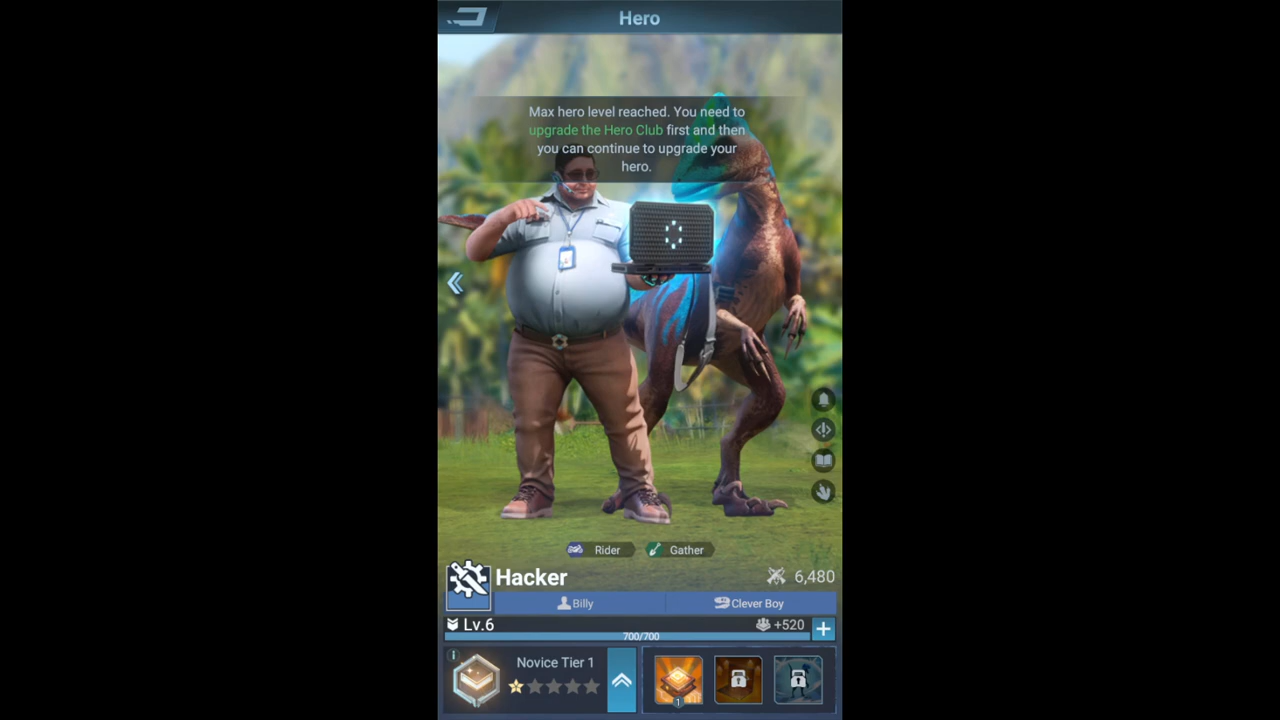 Hero
Max hero level reached. You need to
upgrade the Hero Club first and then
you can continue to upgrade your
hero.
Rider
Gather
Hacker
6,480
Billy
Clever Boy
Lv.6
+520
700/700
Novice Tier 1
1